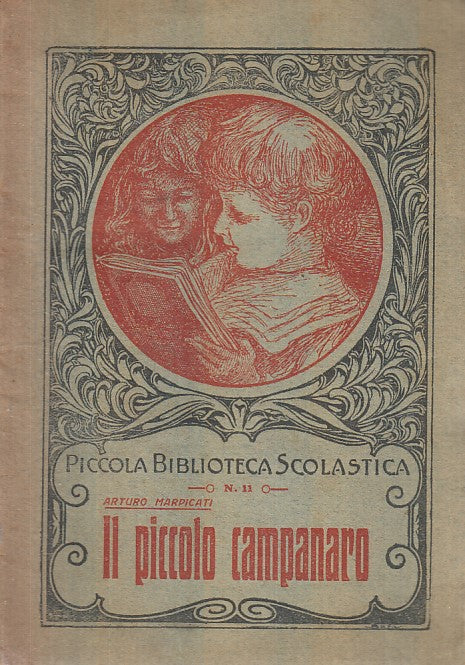 PICCOLA BIBLIOTECA SCOLASTICA
N. 11
ARTURO MARPICATI
Il piccolo campanaro